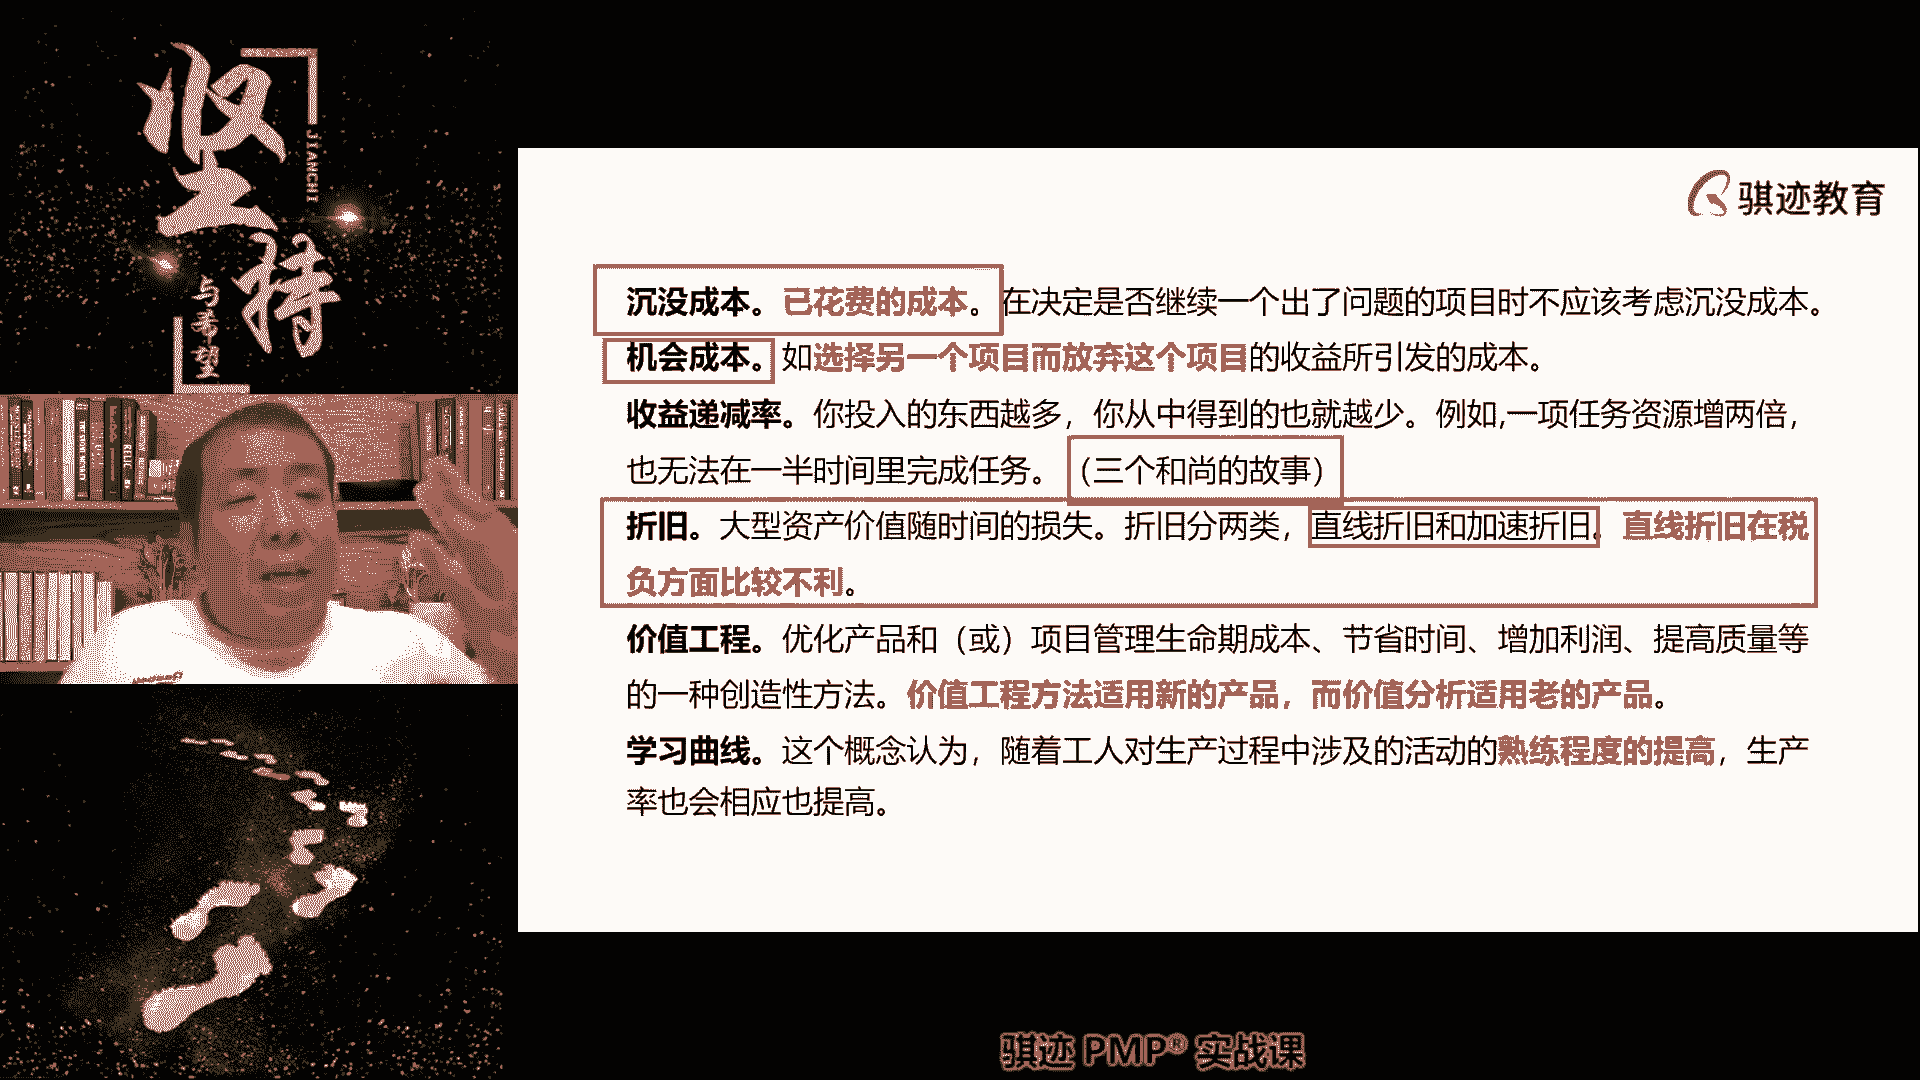 坚持
JIANCHI
与希望
骐迹教育
沉没成本。已花费的成本。在决定是否继续一个出了问题的项目时不应该考虑沉没成本。
机会成本。如选择另一个项目而放弃这个项目的收益所引发的成本。
收益递减率。你投入的东西越多，你从中得到的也就越少。例如,一项任务资源增两倍，
也无法在一半时间里完成任务。（三个和尚的故事）
折旧。大型资产价值随时间的损失。折旧分两类，直线折旧和加速折旧。直线折旧在税
负方面比较不利。
价值工程。优化产品和（或）项目管理生命期成本、节省时间、增加利润、提高质量等
的一种创造性方法。价值工程方法适用新的产品，而价值分析适用老的产品。
学习曲线。这个概念认为，随着工人对生产过程中涉及的活动的熟练程度的提高，生产
率也会相应也提高。
骐迹 PMP® 实战课